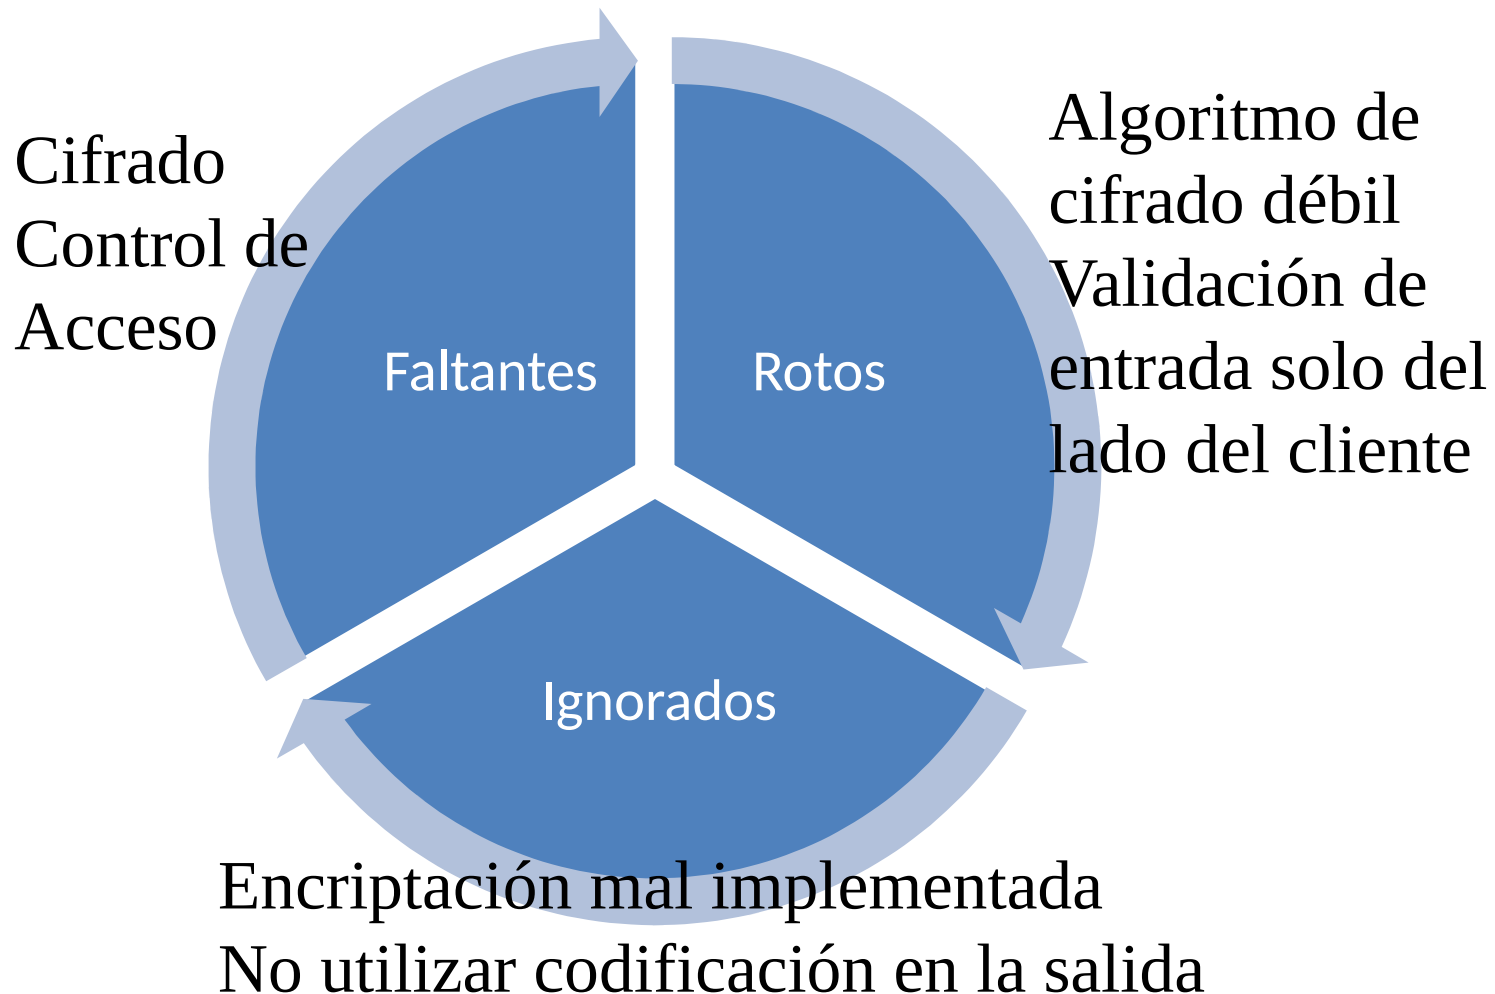 Cifrado
Control de
Acceso
Faltantes
Rotos
Algoritmo de
cifrado débil
Validación de
entrada solo del
lado del cliente
Ignorados
Encriptación mal implementada
No utilizar codificación en la salida